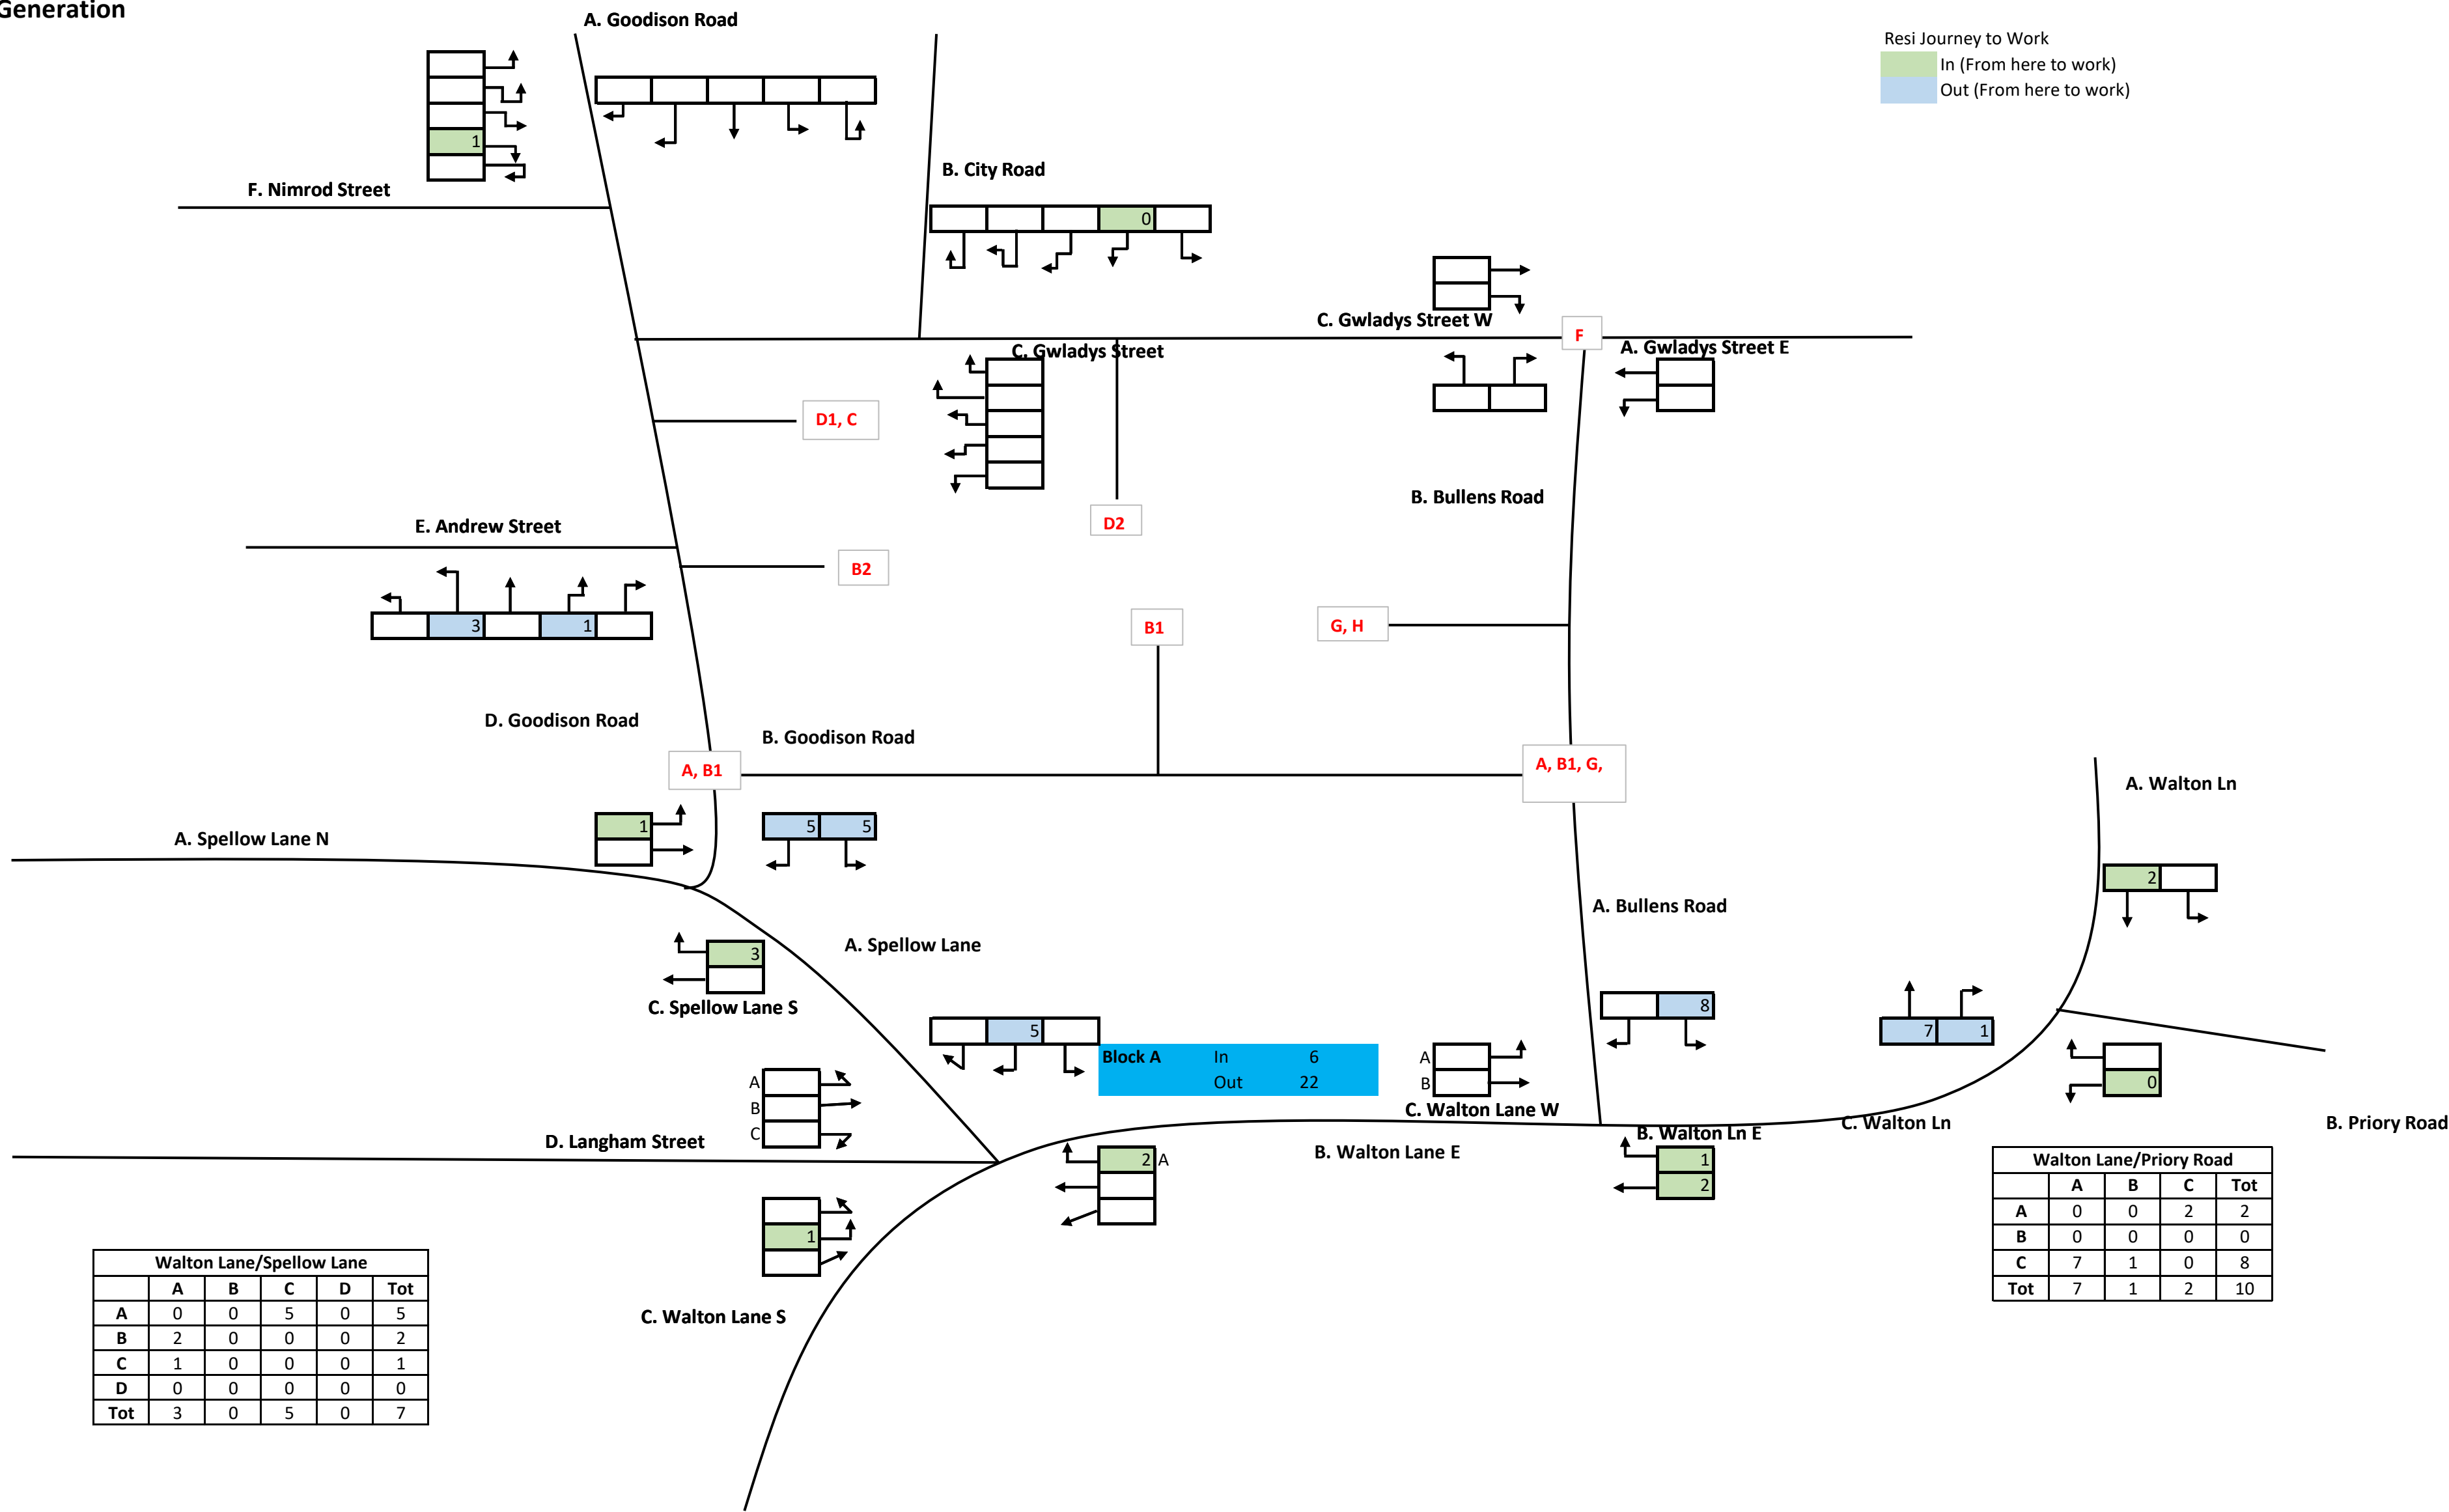 Generation
A. Goodison Road
Resi Journey to Work
In (From here to work)
Out (From here to work)
1
B. City Road
F. Nimrod Street
0
C. Gwladys Street W
F
C. Gwladys Street
A. Gwladys Street E
D1, C
B. Bullens Road
E. Andrew Street
D2
B2
3 1
B1
G, H
D. Goodison Road
B. Goodison Road
A, B1
A, B1, G,
A. Walton Ln
1
5 5
A. Spellow Lane N
2
A. Bullens Road
A. Spellow Lane
3
C. Spellow Lane S
8
5
7 1
Block A In 6
Out 22
A
B
0
A
B
C
C. Walton Lane W
D. Langham Street
B. Walton Ln E
C. Walton Ln
B. Priory Road
B. Walton Lane E
2 A
1
2
1
C. Walton Lane S
Walton Lane/Priory Road
A B C Tot
A 0 0 2 2
B 0 0 0 0
C 7 1 0 8
Tot 7 1 2 10
Walton Lane/Spellow Lane
A B C D Tot
A 0 0 5 0 5
B 2 0 0 0 2
C 1 0 0 0 1
D 0 0 0 0 0
Tot 3 0 5 0 7